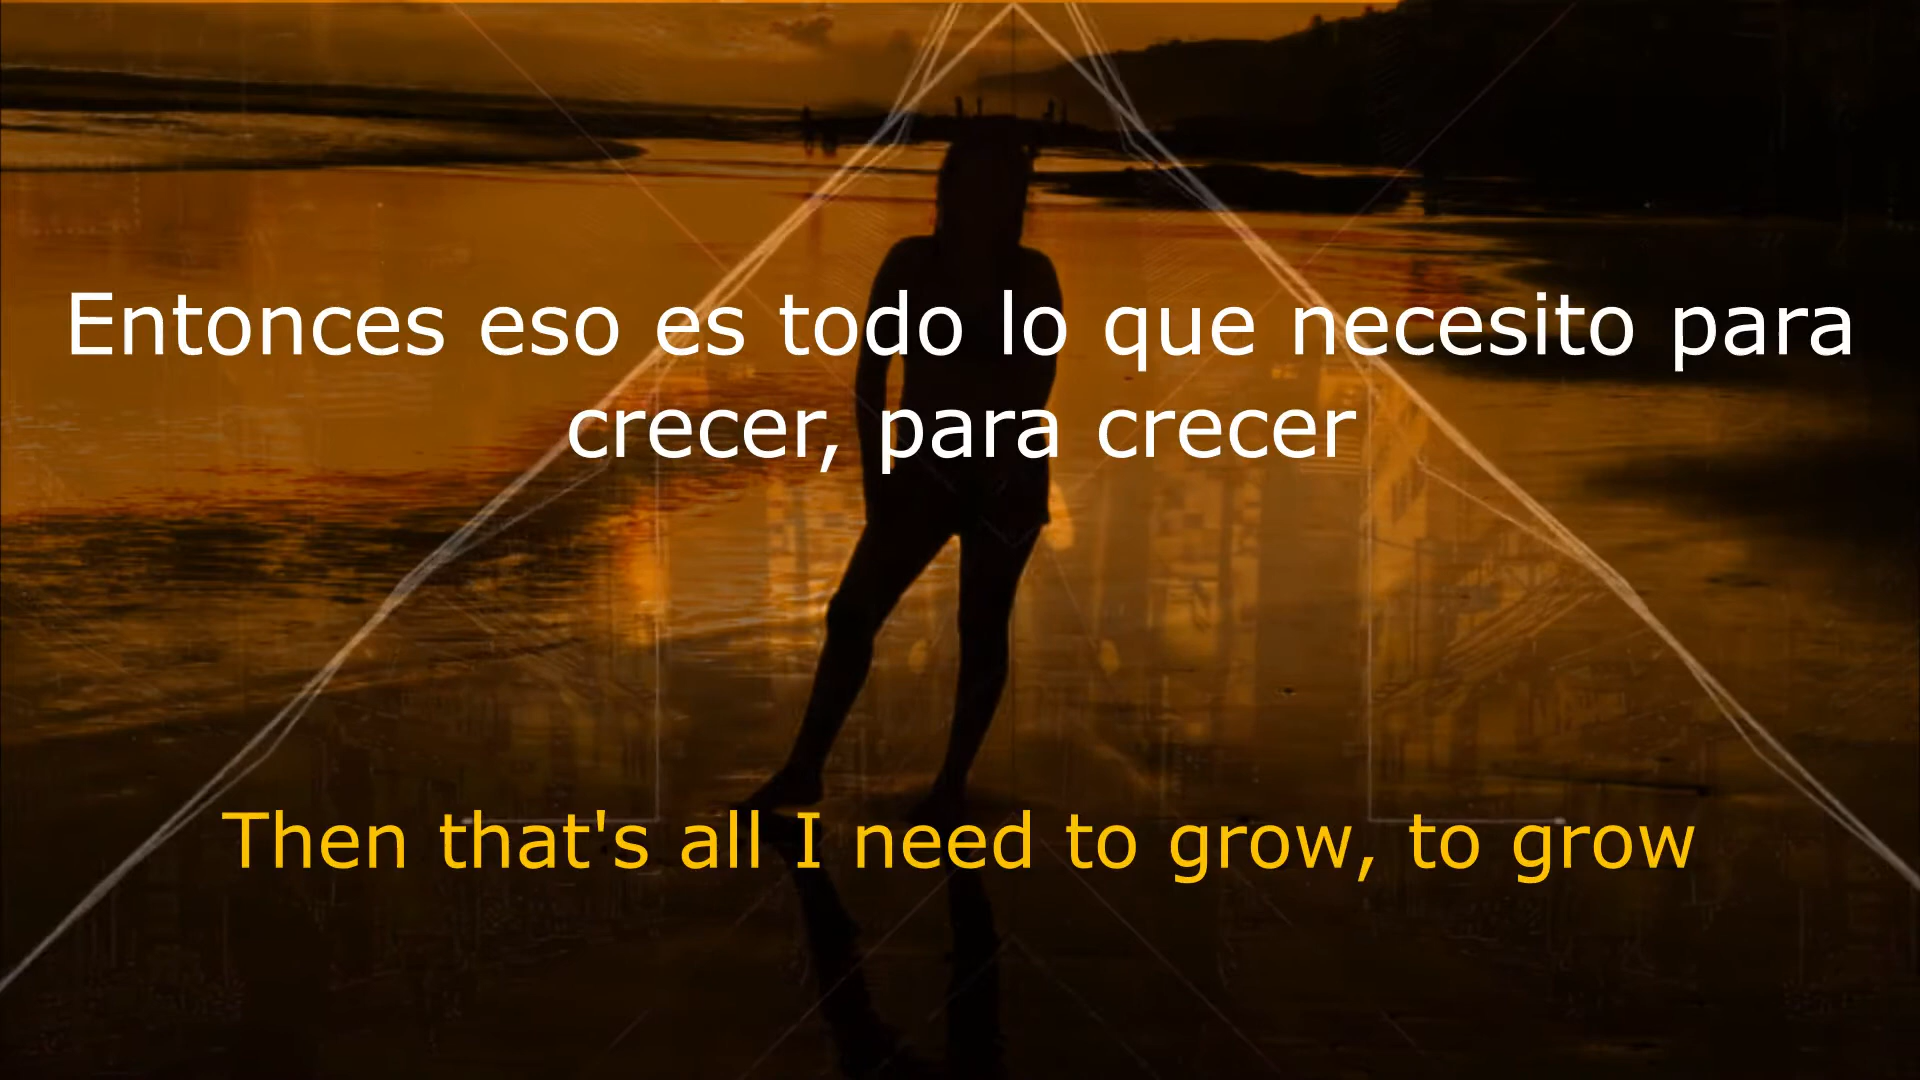 Entonces eso es todo lo que necesito para
crecer, para crecer
Then that's all I need to grow, to grow